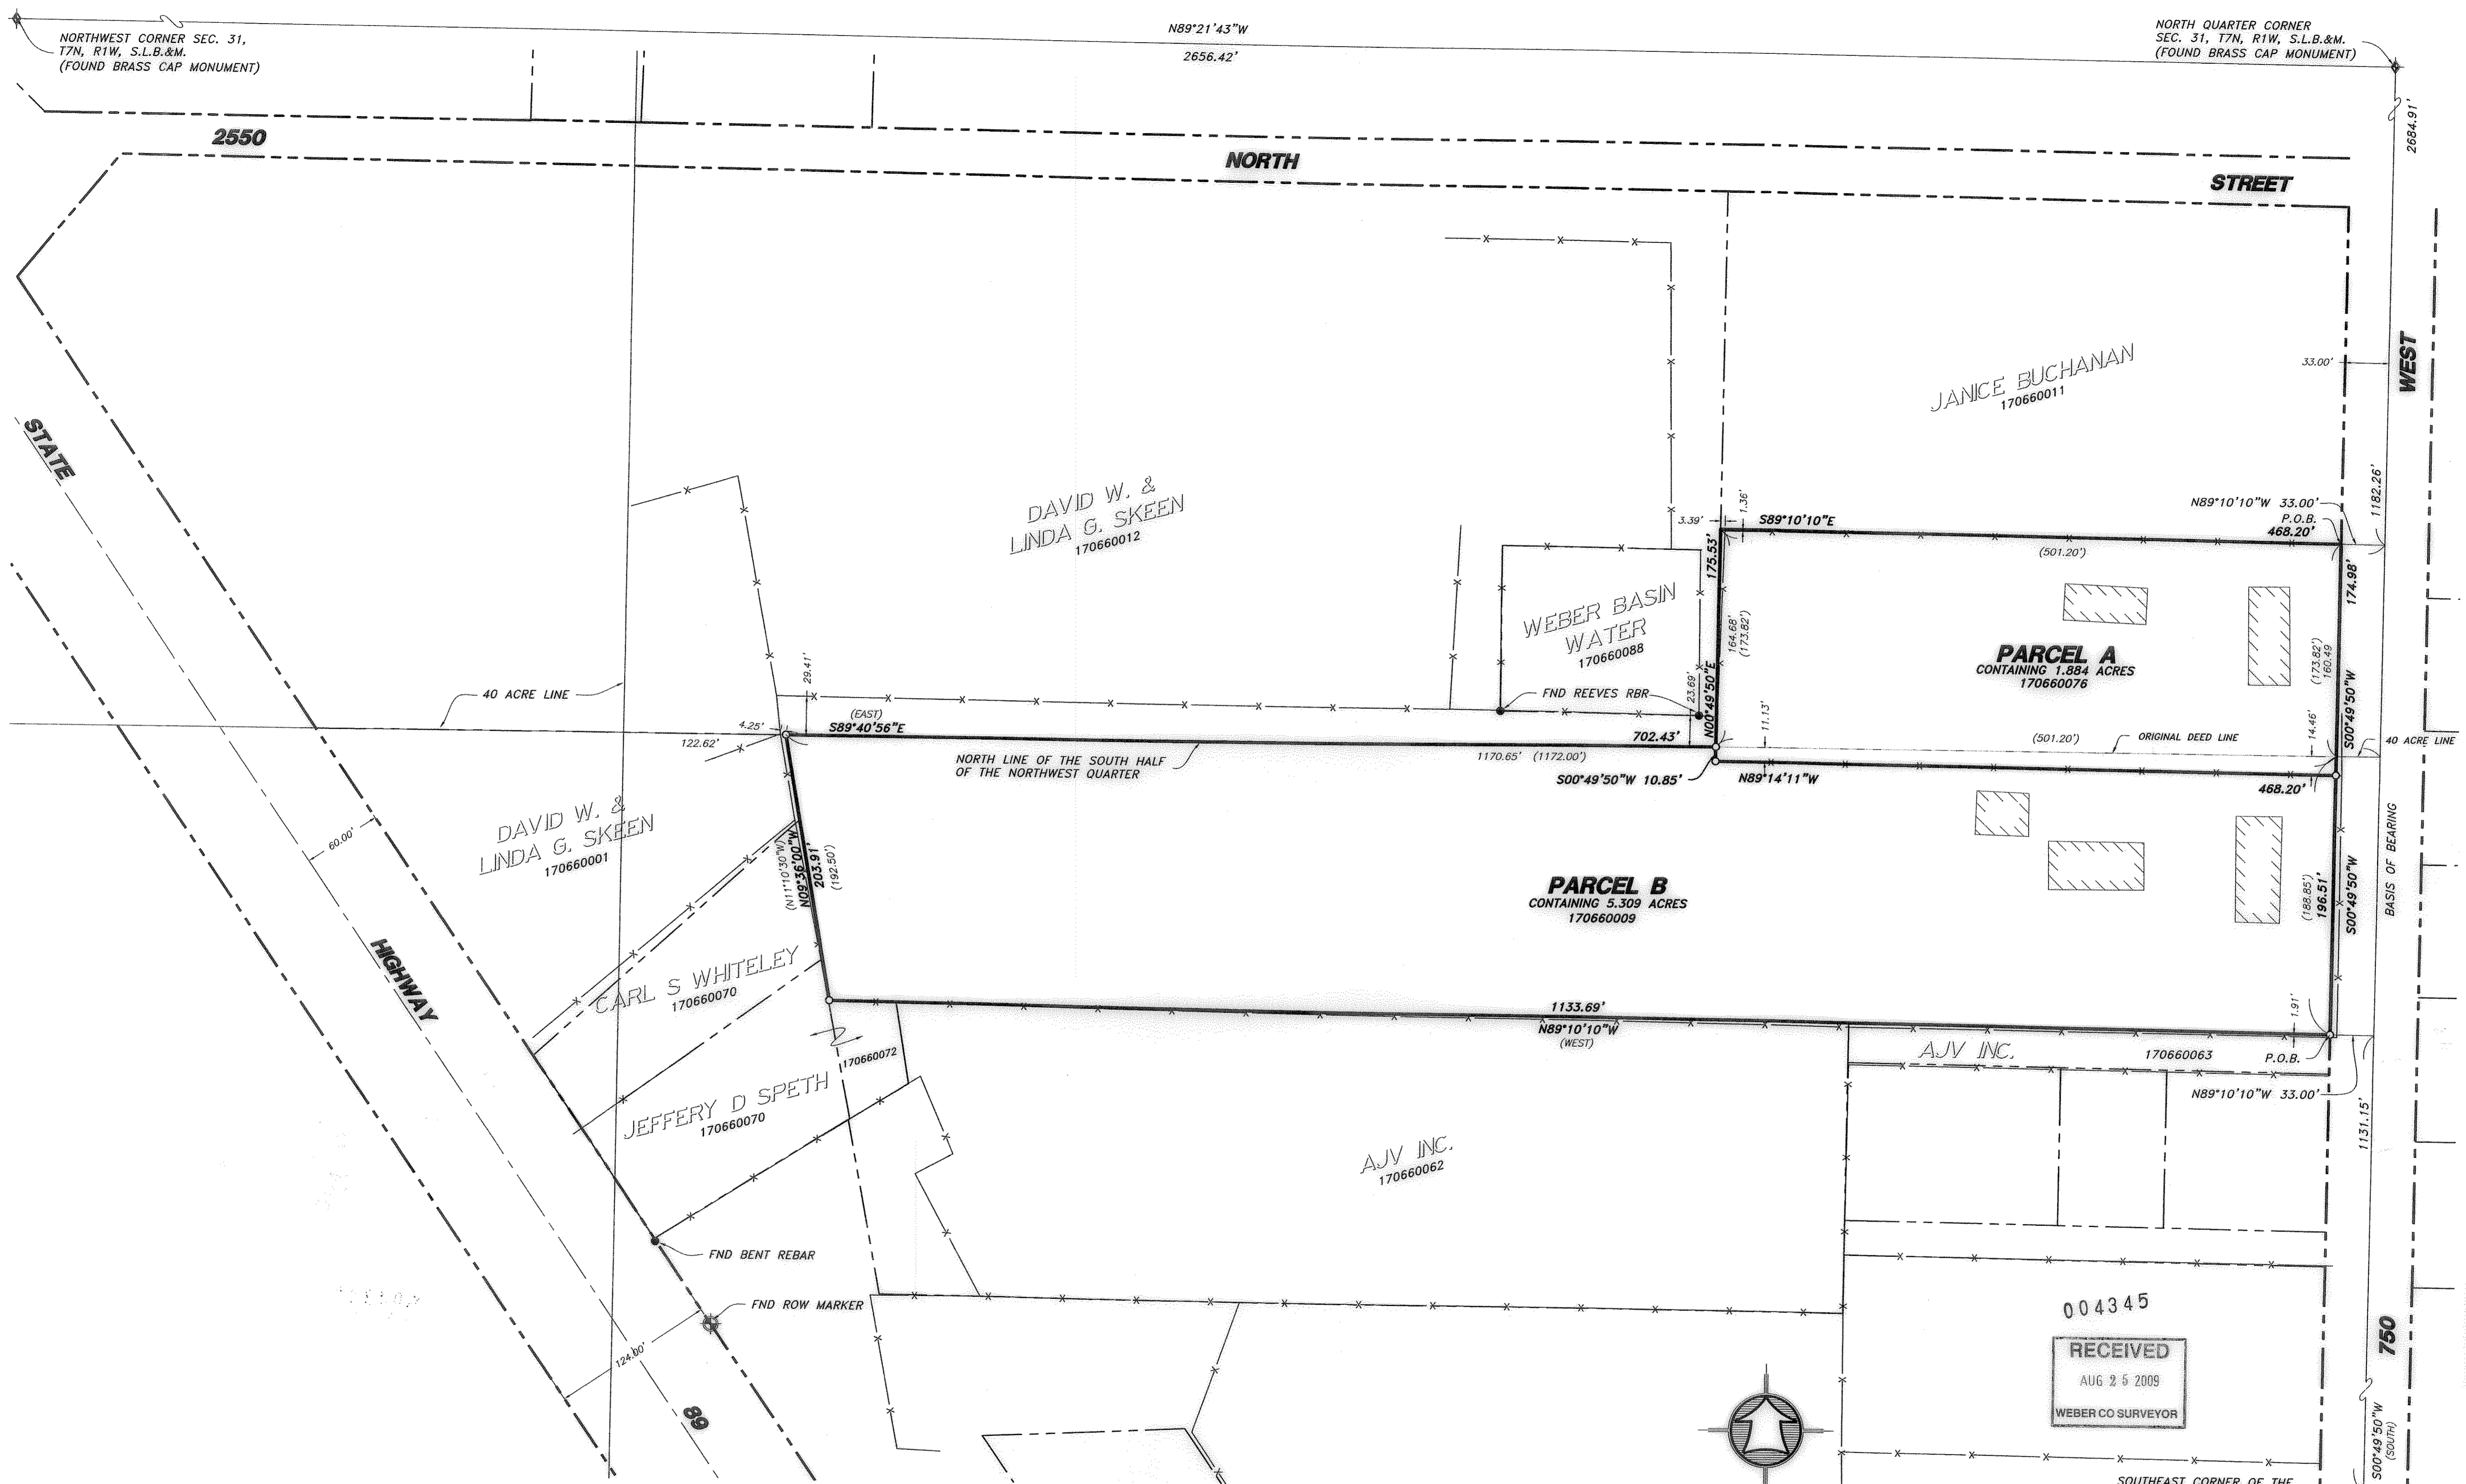 N89°21'43"W
2656.42'
NORTHWEST CORNER SEC. 31,
T7N, R1W, S.L.B.&M.
(FOUND BRASS CAP MONUMENT)
NORTH QUARTER CORNER
SEC. 31, T7N, R1W, S.L.B.&M.
(FOUND BRASS CAP MONUMENT)
2684.91'
2550
NORTH
STREET
WEST
33.00'
JANICE BUCHANAN
170660011
STATE
DAVID W. &
LINDA G. SKEEN
170660012
1182.26'
N89°10'10"W 33.00'
P.O.B.
468.20'
3.39'
1.36'
S89°10'10"E
(501.20')
175.53'
174.98'
WEBER BASIN
WATER
170660088
164.68'
(173.82')
N00°49'50"E
PARCEL A
CONTAINING 1.884 ACRES
170660076
(173.82')
160.49
S00°49'50"W
29.41'
40 ACRE LINE
FND REEVES RBR
23.69'
11.13'
14.46'
4.25'
(EAST)
S89°40'56"E
122.62'
702.43'
(501.20')
ORIGINAL DEED LINE
40 ACRE LINE
NORTH LINE OF THE SOUTH HALF
OF THE NORTHWEST QUARTER
1170.65' (1172.00')
S00°49'50"W 10.85'
N89°14'11"W
468.20'
DAVID W. &
LINDA G. SKEEN
170660001
60.00'
(N11°10'30"W)
N09°36'00"W
203.91'
(192.50')
PARCEL B
CONTAINING 5.309 ACRES
170660009
(188.85')
196.51'
S00°49'50"W
BASIS OF BEARING
HIGHWAY
CARL S WHITELEY
170660070
1133.69'
N89°10'10"W
(WEST)
1.91'
170660072
AJV INC.
170660063
P.O.B.
N89°10'10"W 33.00'
JEFFERY D SPETH
170660070
1131.15'
AJV INC.
170660062
FND BENT REBAR
FND ROW MARKER
124.00'
89
004345
RECEIVED
AUG 25 2009
WEBER CO SURVEYOR
750
S00°49'50"W
(SOUTH)
SOUTHEAST CORNER OF THE